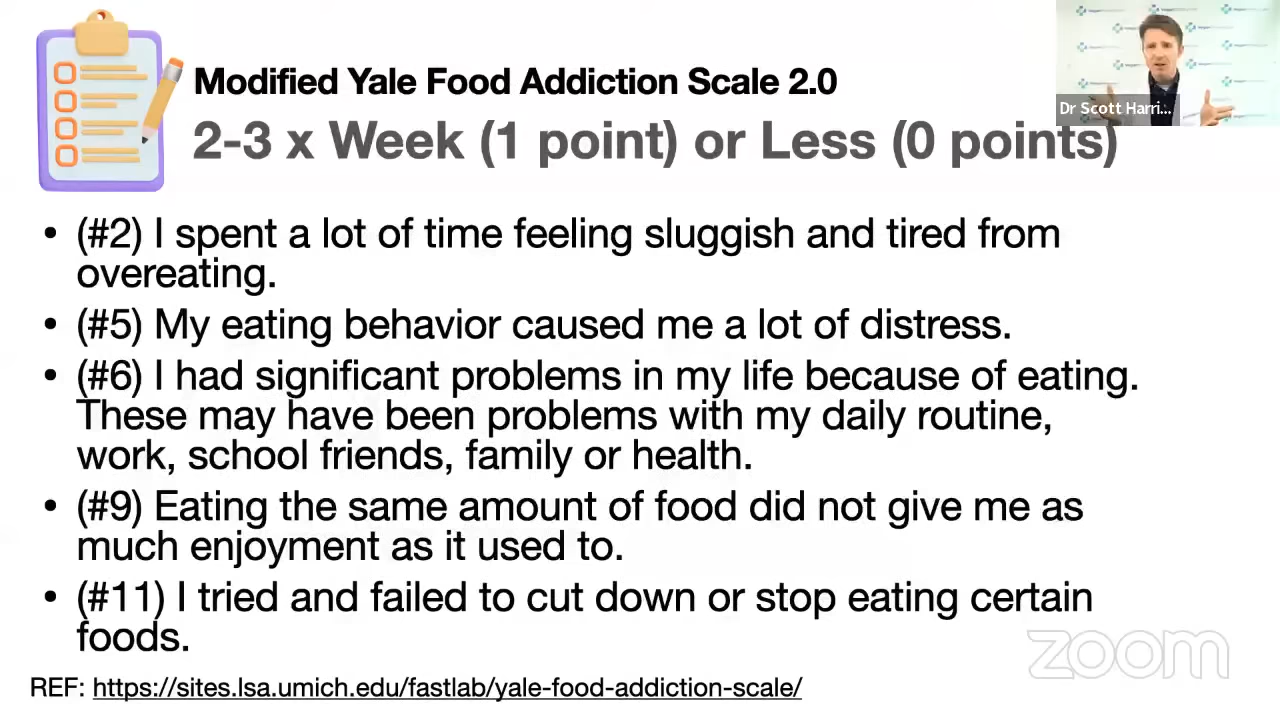 Modified Yale Food Addiction Scale 2.0
Dr Scott Harri...
2-3 x Week (1 point) or Less (0 points)
• (#2) I spent a lot of time feeling sluggish and tired from
overeating.
• (#5) My eating behavior caused me a lot of distress.
• (#6) I had significant problems in my life because of eating.
These may have been problems with my daily routine,
work, school friends, family or health.
• (#9) Eating the same amount of food did not give me as
much enjoyment as it used to.
• (#11) I tried and failed to cut down or stop eating certain
foods.
zoom
REF: https://sites.lsa.umich.edu/fastlab/yale-food-addiction-scale/